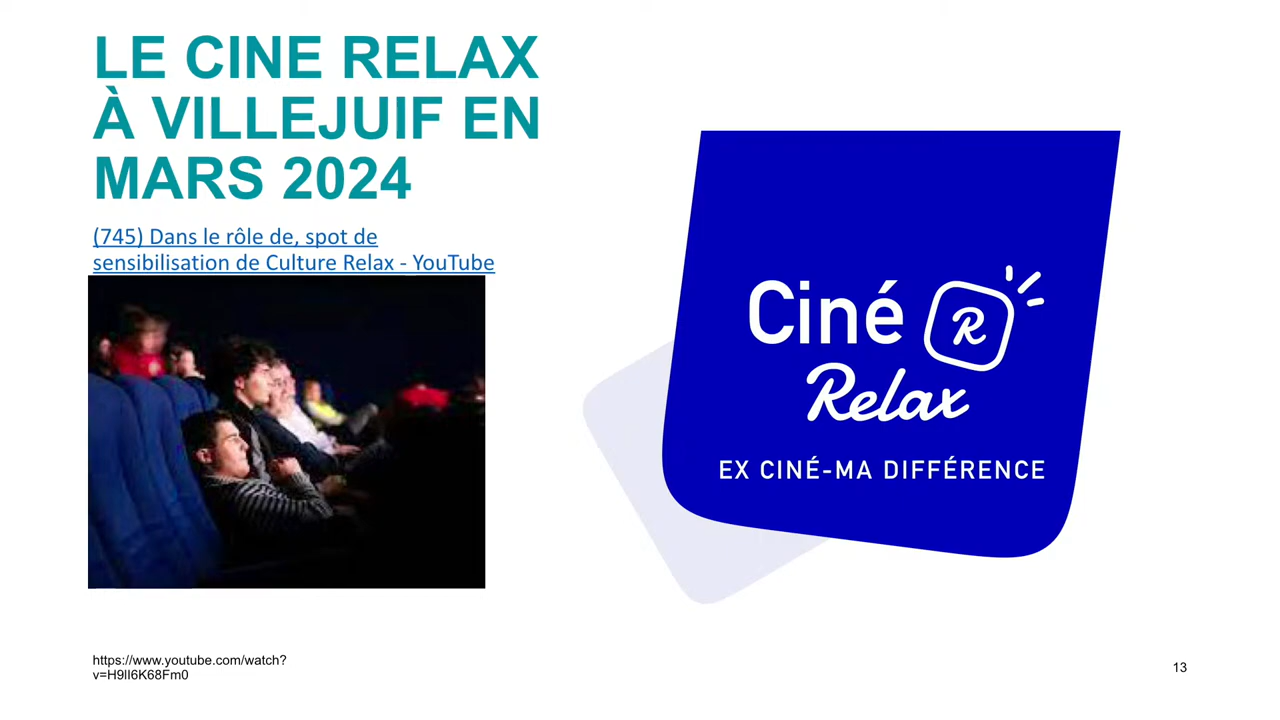 LE CINE RELAX
À VILLEJUIF EN
MARS 2024
(745) Dans le rôle de, spot de
sensibilisation de Culture Relax - YouTube
Ciné R
Relax
EX CINÉ-MA DIFFÉRENCE
https://www.youtube.com/watch?
v=H9lI6K68Fm0
13